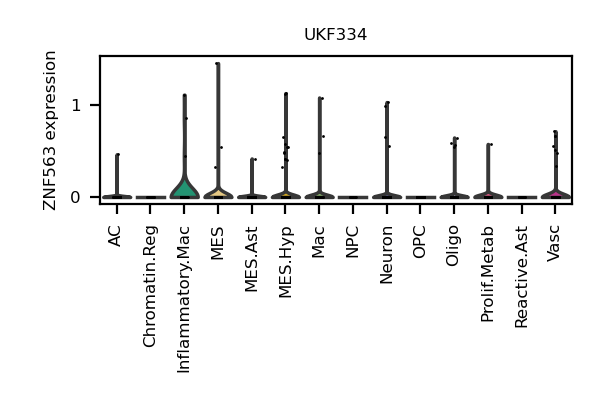 UKF334
ZNF563 expression
1
0
AC
Chromatin.Reg
Inflammatory.Mac
MES
MES.Ast
MES.Hyp
Mac
NPC
Neuron
OPC
Oligo
Prolif.Metab
Reactive.Ast
Vasc